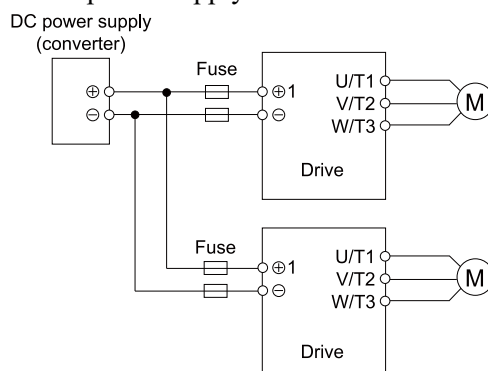 DC power supply
(converter)
Fuse
⊕
⊖
⊕1
⊖
U/T1
V/T2
W/T3
M
Drive
Fuse
⊕1
⊖
U/T1
V/T2
W/T3
M
Drive